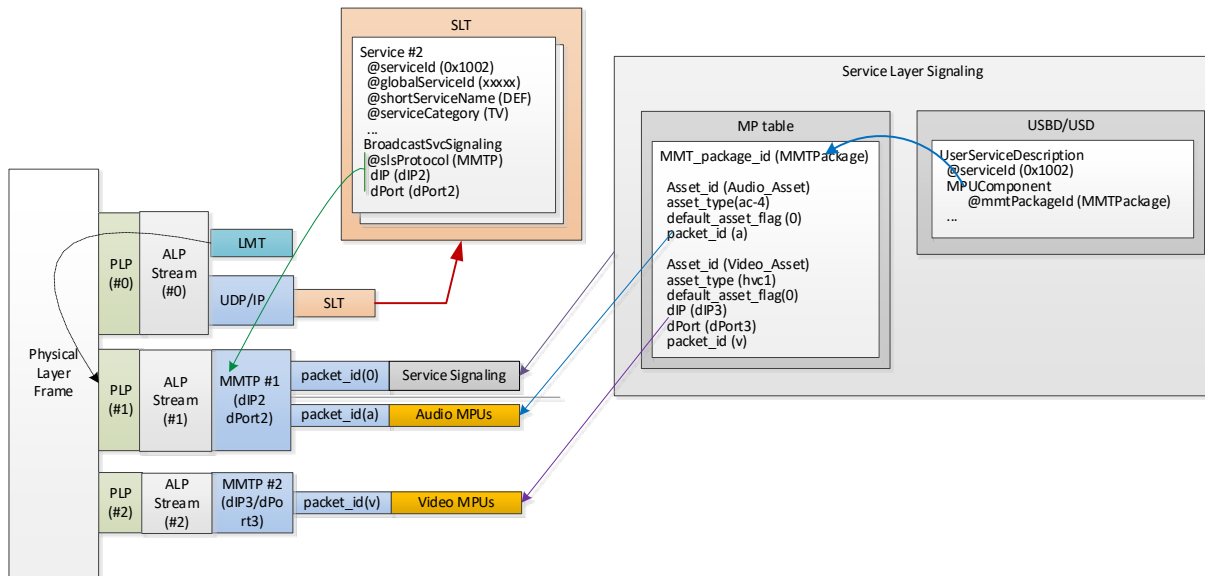 SLT
Service #2
@serviceId (0x1002)
@globalServiceId (xxxxx)
@shortServiceName (DEF)
@serviceCategory (TV)
...
BroadcastSvcSignaling
@slsProtocol (MMTP)
dIP (dIP2)
dPort (dPort2)
Service Layer Signaling
MP table
MMT_package_id (MMTPackage)
Asset_id (Audio_Asset)
asset_type(ac-4)
default_asset_flag (0)
packet_id (a)
Asset_id (Video_Asset)
asset_type (hvc1)
default_asset_flag(0)
dIP (dIP3)
dPort (dPort3)
packet_id (v)
USBD/USD
UserServiceDescription
@serviceId (0x1002)
MPUComponent
@mmtPackageId (MMTPackage)
...
Physical
Layer
Frame
PLP
(#0)
ALP
Stream
(#0)
LMT
UDP/IP
SLT
PLP
(#1)
ALP
Stream
(#1)
MMTP #1
(dIP2
dPort2)
packet_id(0)
Service Signaling
packet_id(a)
Audio MPUs
PLP
(#2)
ALP
Stream
(#2)
MMTP #2
(dIP3/dPo
rt3)
packet_id(v)
Video MPUs